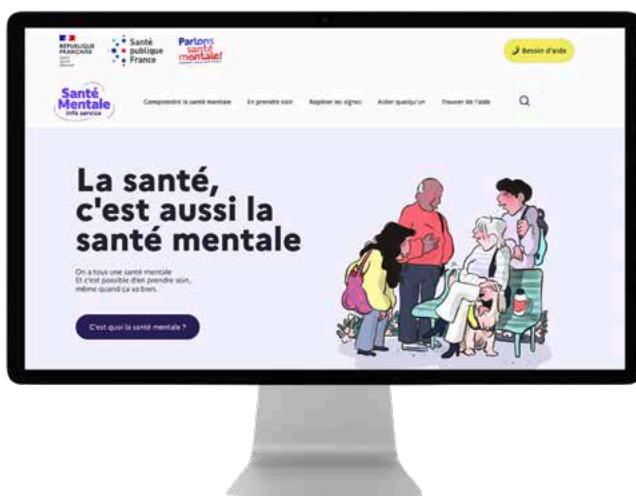 RÉPUBLIQUE
FRANÇAISE
Santé
publique
France
Parlons
santé
mentale!
Besoin d'aide
Santé
Mentale
info service
Comprendre la santé mentale
En prendre soin
Repérer les signes
Aider quelqu'un
Trouver de l'aide
La santé,
c'est aussi la
santé mentale
On a tous une santé mentale
Et c'est possible d'en prendre soin,
même quand ça va bien.
C'est quoi la santé mentale ?